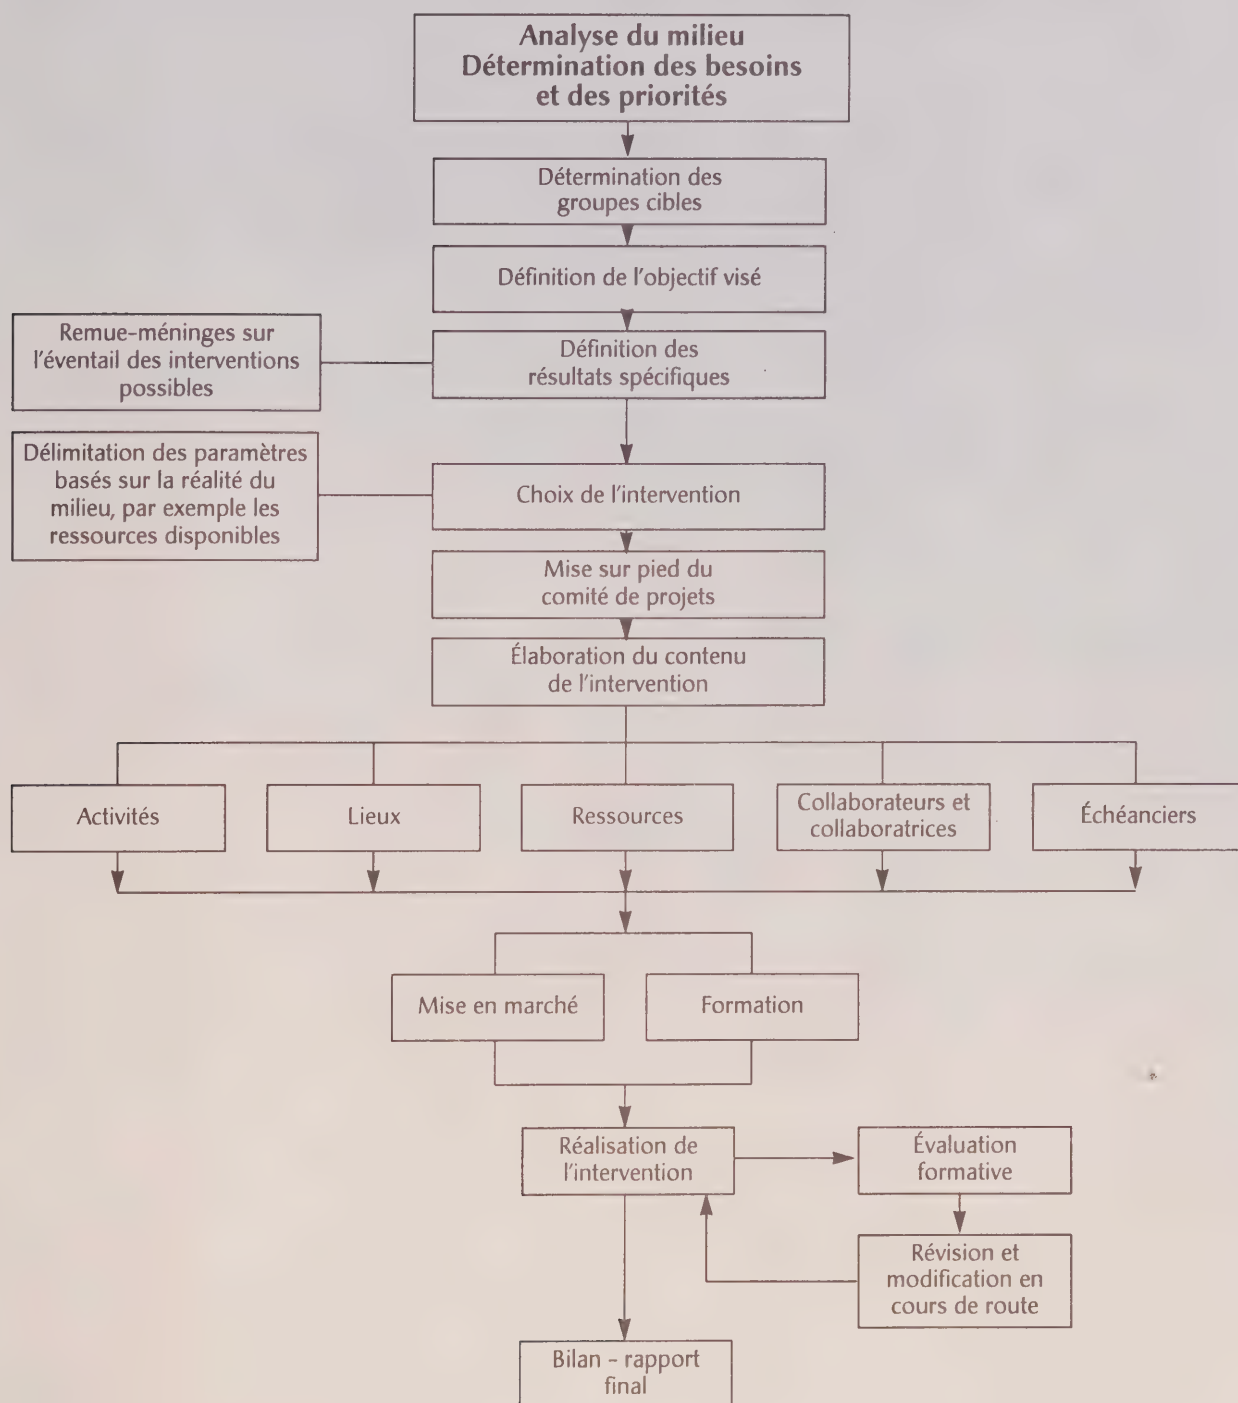 Analyse du milieu
Détermination des besoins
et des priorités
Détermination des
groupes cibles
Définition de l'objectif visé
Remue-méninges sur
l'éventail des interventions
possibles
Définition des
résultats spécifiques
Délimitation des paramètres
basés sur la réalité du
milieu, par exemple les
ressources disponibles
Choix de l'intervention
Mise sur pied du
comité de projets
Élaboration du contenu
de l'intervention
Activités
Lieux
Ressources
Collaborateurs et
collaboratrices
Échéanciers
Mise en marché
Formation
Réalisation de
l'intervention
Évaluation
formative
Révision et
modification en
cours de route
Bilan – rapport
final